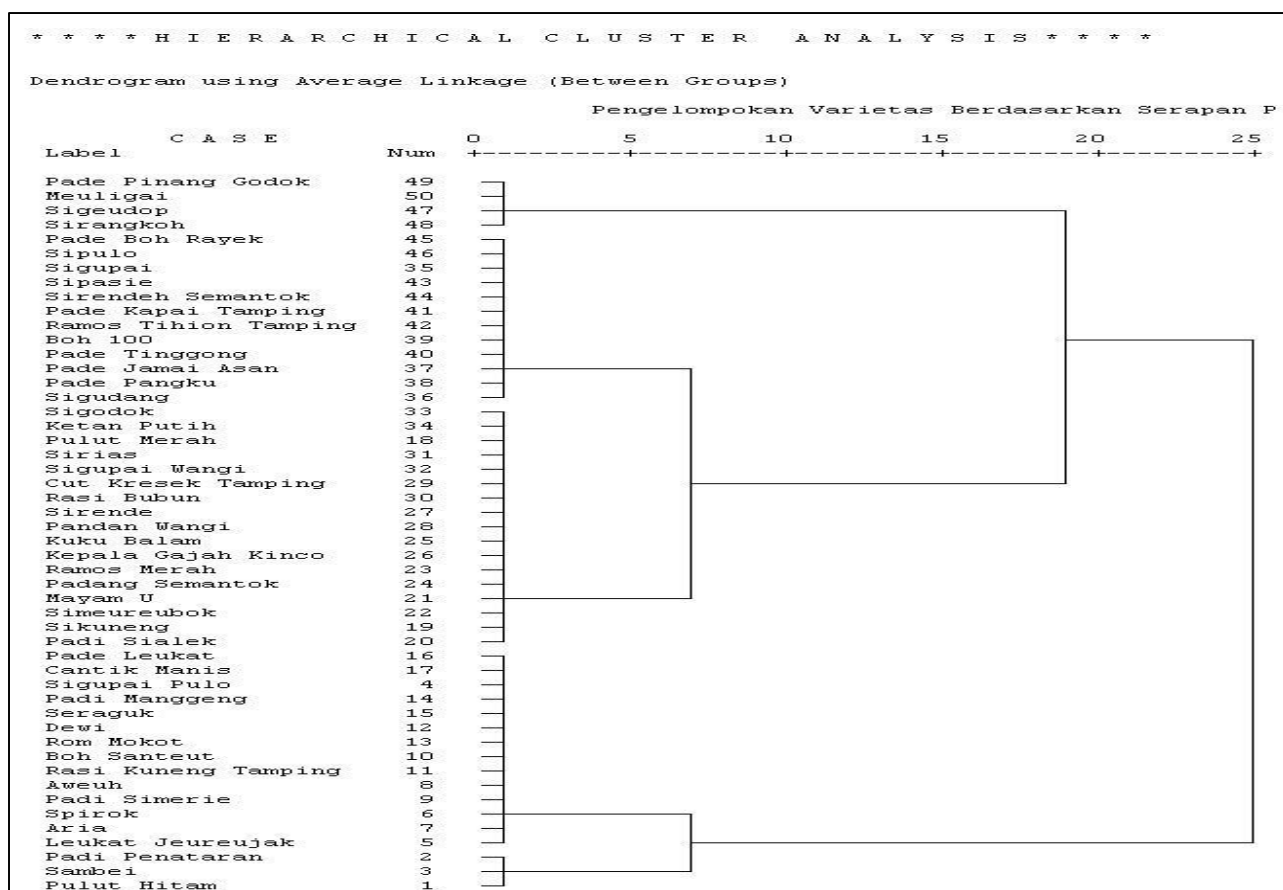 * * * * H I E R A R C H I C A L C L U S T E R A N A L Y S I S * * * *
Dendrogram using Average Linkage (Between Groups)
Pengelompokan Varietas Berdasarkan Serapan P
C A S E 0 5 10 15 20 25
Label Num +---------+---------+---------+---------+---------+
Pade Pinang Godok 49
Meuligai 50
Sigeudop 47
Sirangkoh 48
Pade Boh Rayek 45
Sipulo 46
Sigupai 35
Sipasie 43
Sirendeh Semantok 44
Pade Kapai Tamping 41
Ramos Tihion Tamping 42
Boh 100 39
Pade Tinggong 40
Pade Jamai Asan 37
Pade Pangku 38
Sigudang 36
Sigodok 33
Ketan Putih 34
Pulut Merah 18
Sirias 31
Sigupai Wangi 32
Cut Kresek Tamping 29
Rasi Bubun 30
Sirende 27
Pandan Wangi 28
Kuku Balam 25
Kepala Gajah Kinco 26
Ramos Merah 23
Padang Semantok 24
Mayam U 21
Simeureubok 22
Sikuneng 19
Padi Sialek 20
Pade Leukat 16
Cantik Manis 17
Sigupai Pulo 4
Padi Manggeng 14
Seraguk 15
Dewi 12
Rom Mokot 13
Boh Santeut 10
Rasi Kuneng Tamping 11
Aweuh 8
Padi Simerie 9
Spirok 6
Aria 7
Leukat Jeureujak 5
Padi Penataran 2
Sambei 3
Pulut Hitam 1